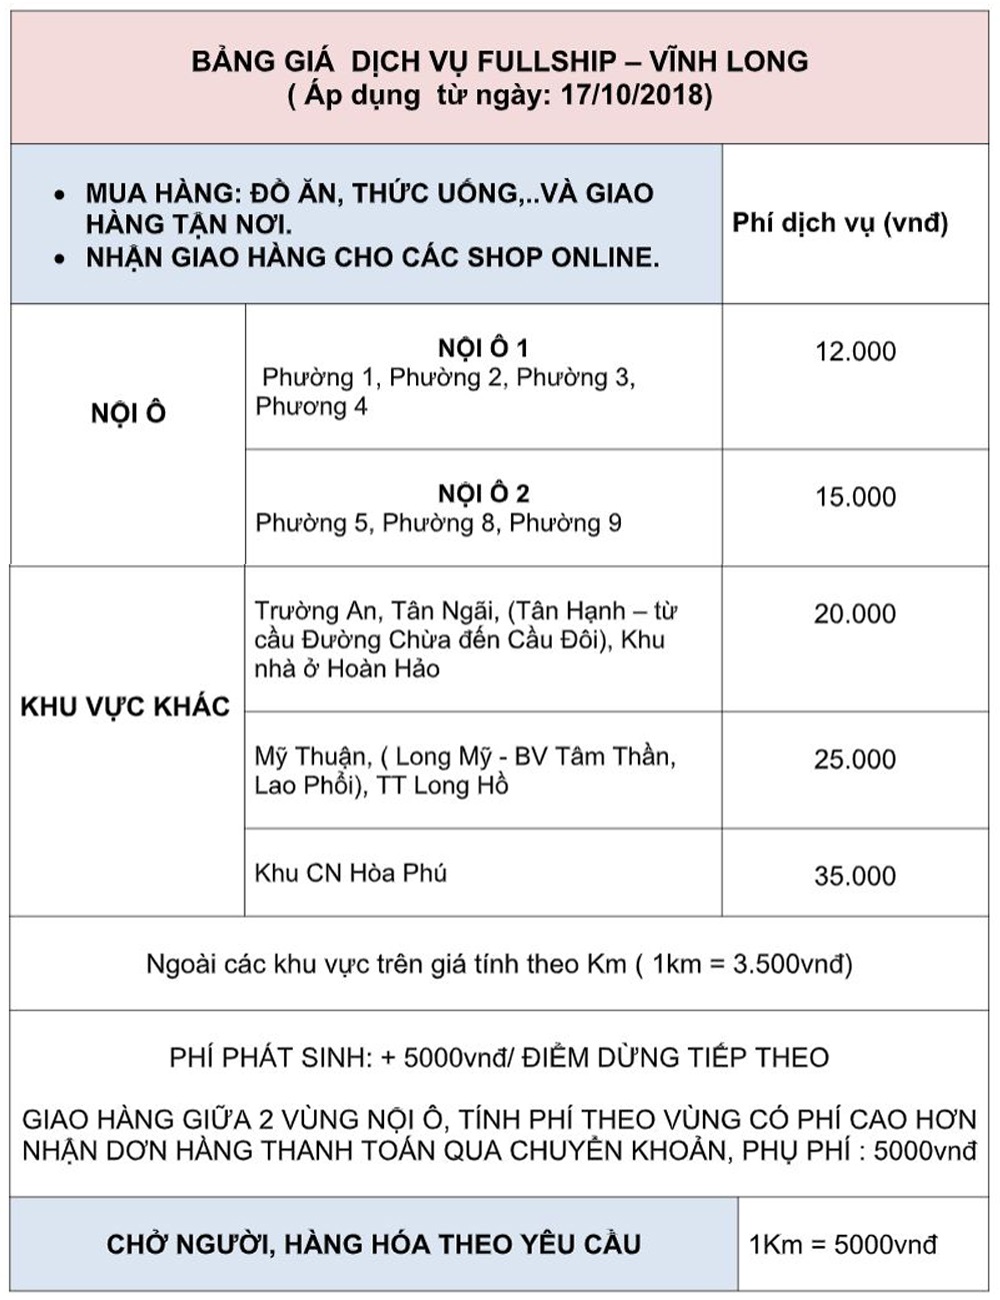 BẢNG GIÁ  DỊCH VỤ FULLSHIP – VĨNH LONG
( Áp dụng  từ ngày: 17/10/2018)
• MUA HÀNG: ĐỒ ĂN, THỨC UỐNG,..VÀ GIAO
HÀNG TẬN NƠI.
• NHẬN GIAO HÀNG CHO CÁC SHOP ONLINE.
Phí dịch vụ (vnđ)
NỘI Ô
NỘI Ô 1
Phường 1, Phường 2, Phường 3,
Phương 4
12.000
NỘI Ô 2
Phường 5, Phường 8, Phường 9
15.000
KHU VỰC KHÁC
Trường An, Tân Ngãi, (Tân Hạnh – từ
cầu Đường Chừa đến Cầu Đôi), Khu
nhà ở Hoàn Hảo
20.000
Mỹ Thuận, ( Long Mỹ - BV Tâm Thần,
Lao Phổi), TT Long Hồ
25.000
Khu CN Hòa Phú
35.000
Ngoài các khu vực trên giá tính theo Km ( 1km = 3.500vnđ)
PHÍ PHÁT SINH: + 5000vnđ/ ĐIỂM DỪNG TIẾP THEO
GIAO HÀNG GIỮA 2 VÙNG NỘI Ô, TÍNH PHÍ THEO VÙNG CÓ PHÍ CAO HƠN
NHẬN DƠN HÀNG THANH TOÁN QUA CHUYỂN KHOẢN, PHỤ PHÍ : 5000vnđ
CHỞ NGƯỜI, HÀNG HÓA THEO YÊU CẦU
1Km = 5000vnđ